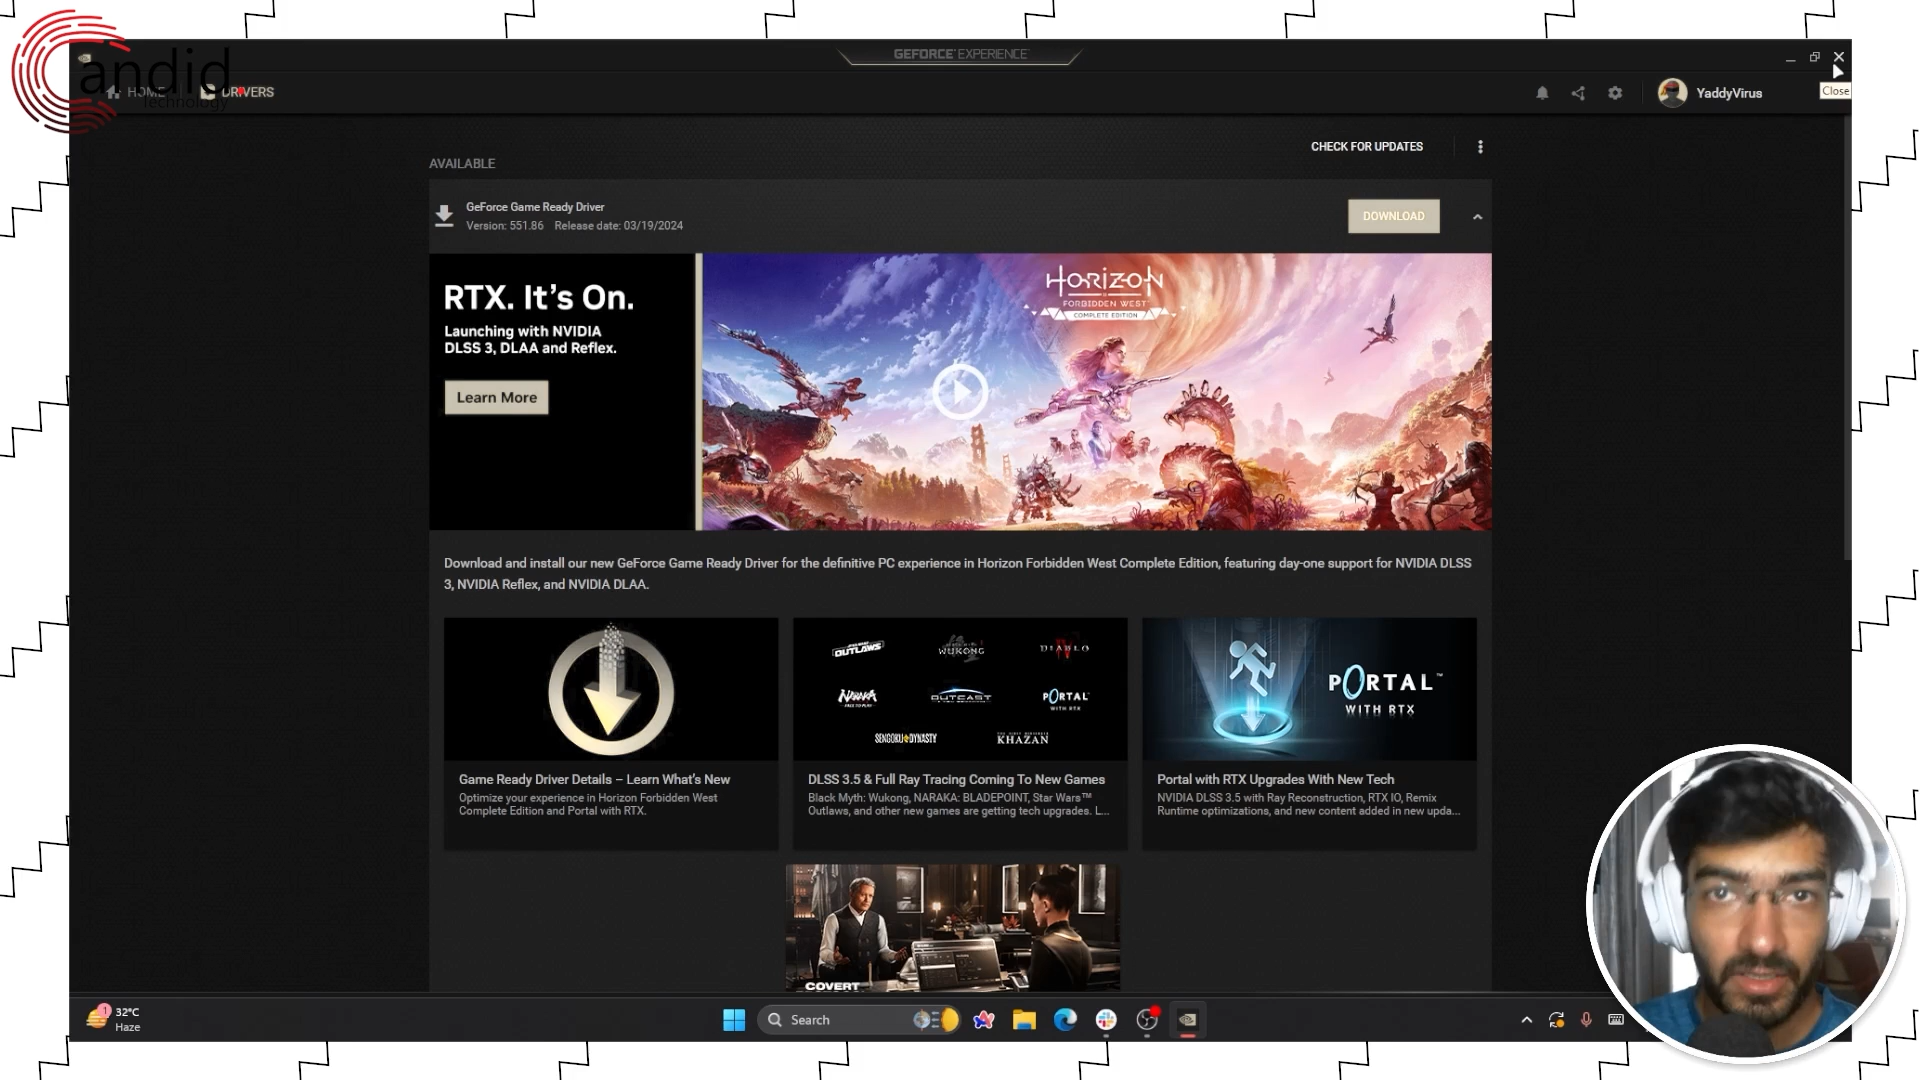 andid
Technology
GEFORCE EXPERIENCE
HOME
DRIVERS
YaddyVirus
Close
CHECK FOR UPDATES
AVAILABLE
GeForce Game Ready Driver
Version: 551.86 Release date: 03/19/2024
DOWNLOAD
RTX. It's On.
Launching with NVIDIA
DLSS 3, DLAA and Reflex.
Learn More
HORIZON
FORBIDDEN WEST
COMPLETE EDITION
Download and install our new GeForce Game Ready Driver for the definitive PC experience in Horizon Forbidden West Complete Edition, featuring day-one support for NVIDIA DLSS
3, NVIDIA Reflex, and NVIDIA DLAA.
OUTLAWS
WUKONG
DIABLO
NARAKA
OUTCAST
PORTAL
WITH RTX
SENGOKU DYNASTY
KHAZAN
PORTAL™
WITH RTX
Game Ready Driver Details – Learn What's New
Optimize your experience in Horizon Forbidden West
Complete Edition and Portal with RTX.
DLSS 3.5 & Full Ray Tracing Coming To New Games
Black Myth: Wukong, NARAKA: BLADEPOINT, Star Wars™
Outlaws, and other new games are getting tech upgrades. L...
Portal with RTX Upgrades With New Tech
NVIDIA DLSS 3.5 with Ray Reconstruction, RTX IO, Remix
Runtime optimizations, and new content added in new upda...
COVERT
1
32°C
Haze
Search